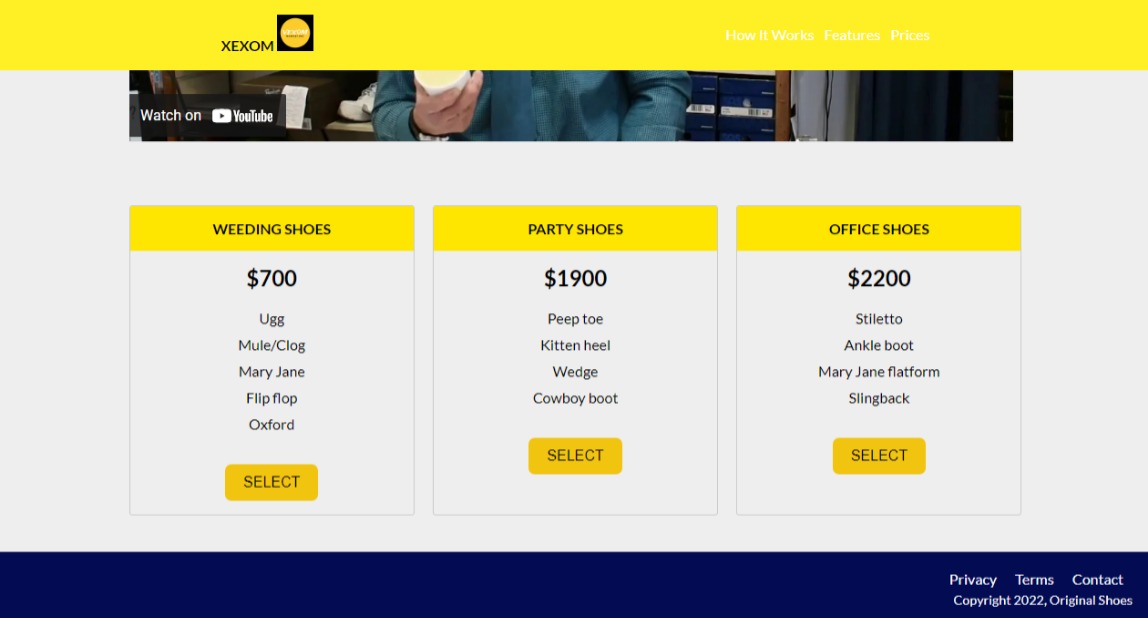 XEXOM
XEXOM
How It Works Features Prices
Watch on YouTube
WEEDING SHOES
$700
Ugg
Mule/Clog
Mary Jane
Flip flop
Oxford
SELECT
PARTY SHOES
$1900
Peep toe
Kitten heel
Wedge
Cowboy boot
SELECT
OFFICE SHOES
$2200
Stiletto
Ankle boot
Mary Jane flatform
Slingback
SELECT
Privacy Terms Contact
Copyright 2022, Original Shoes